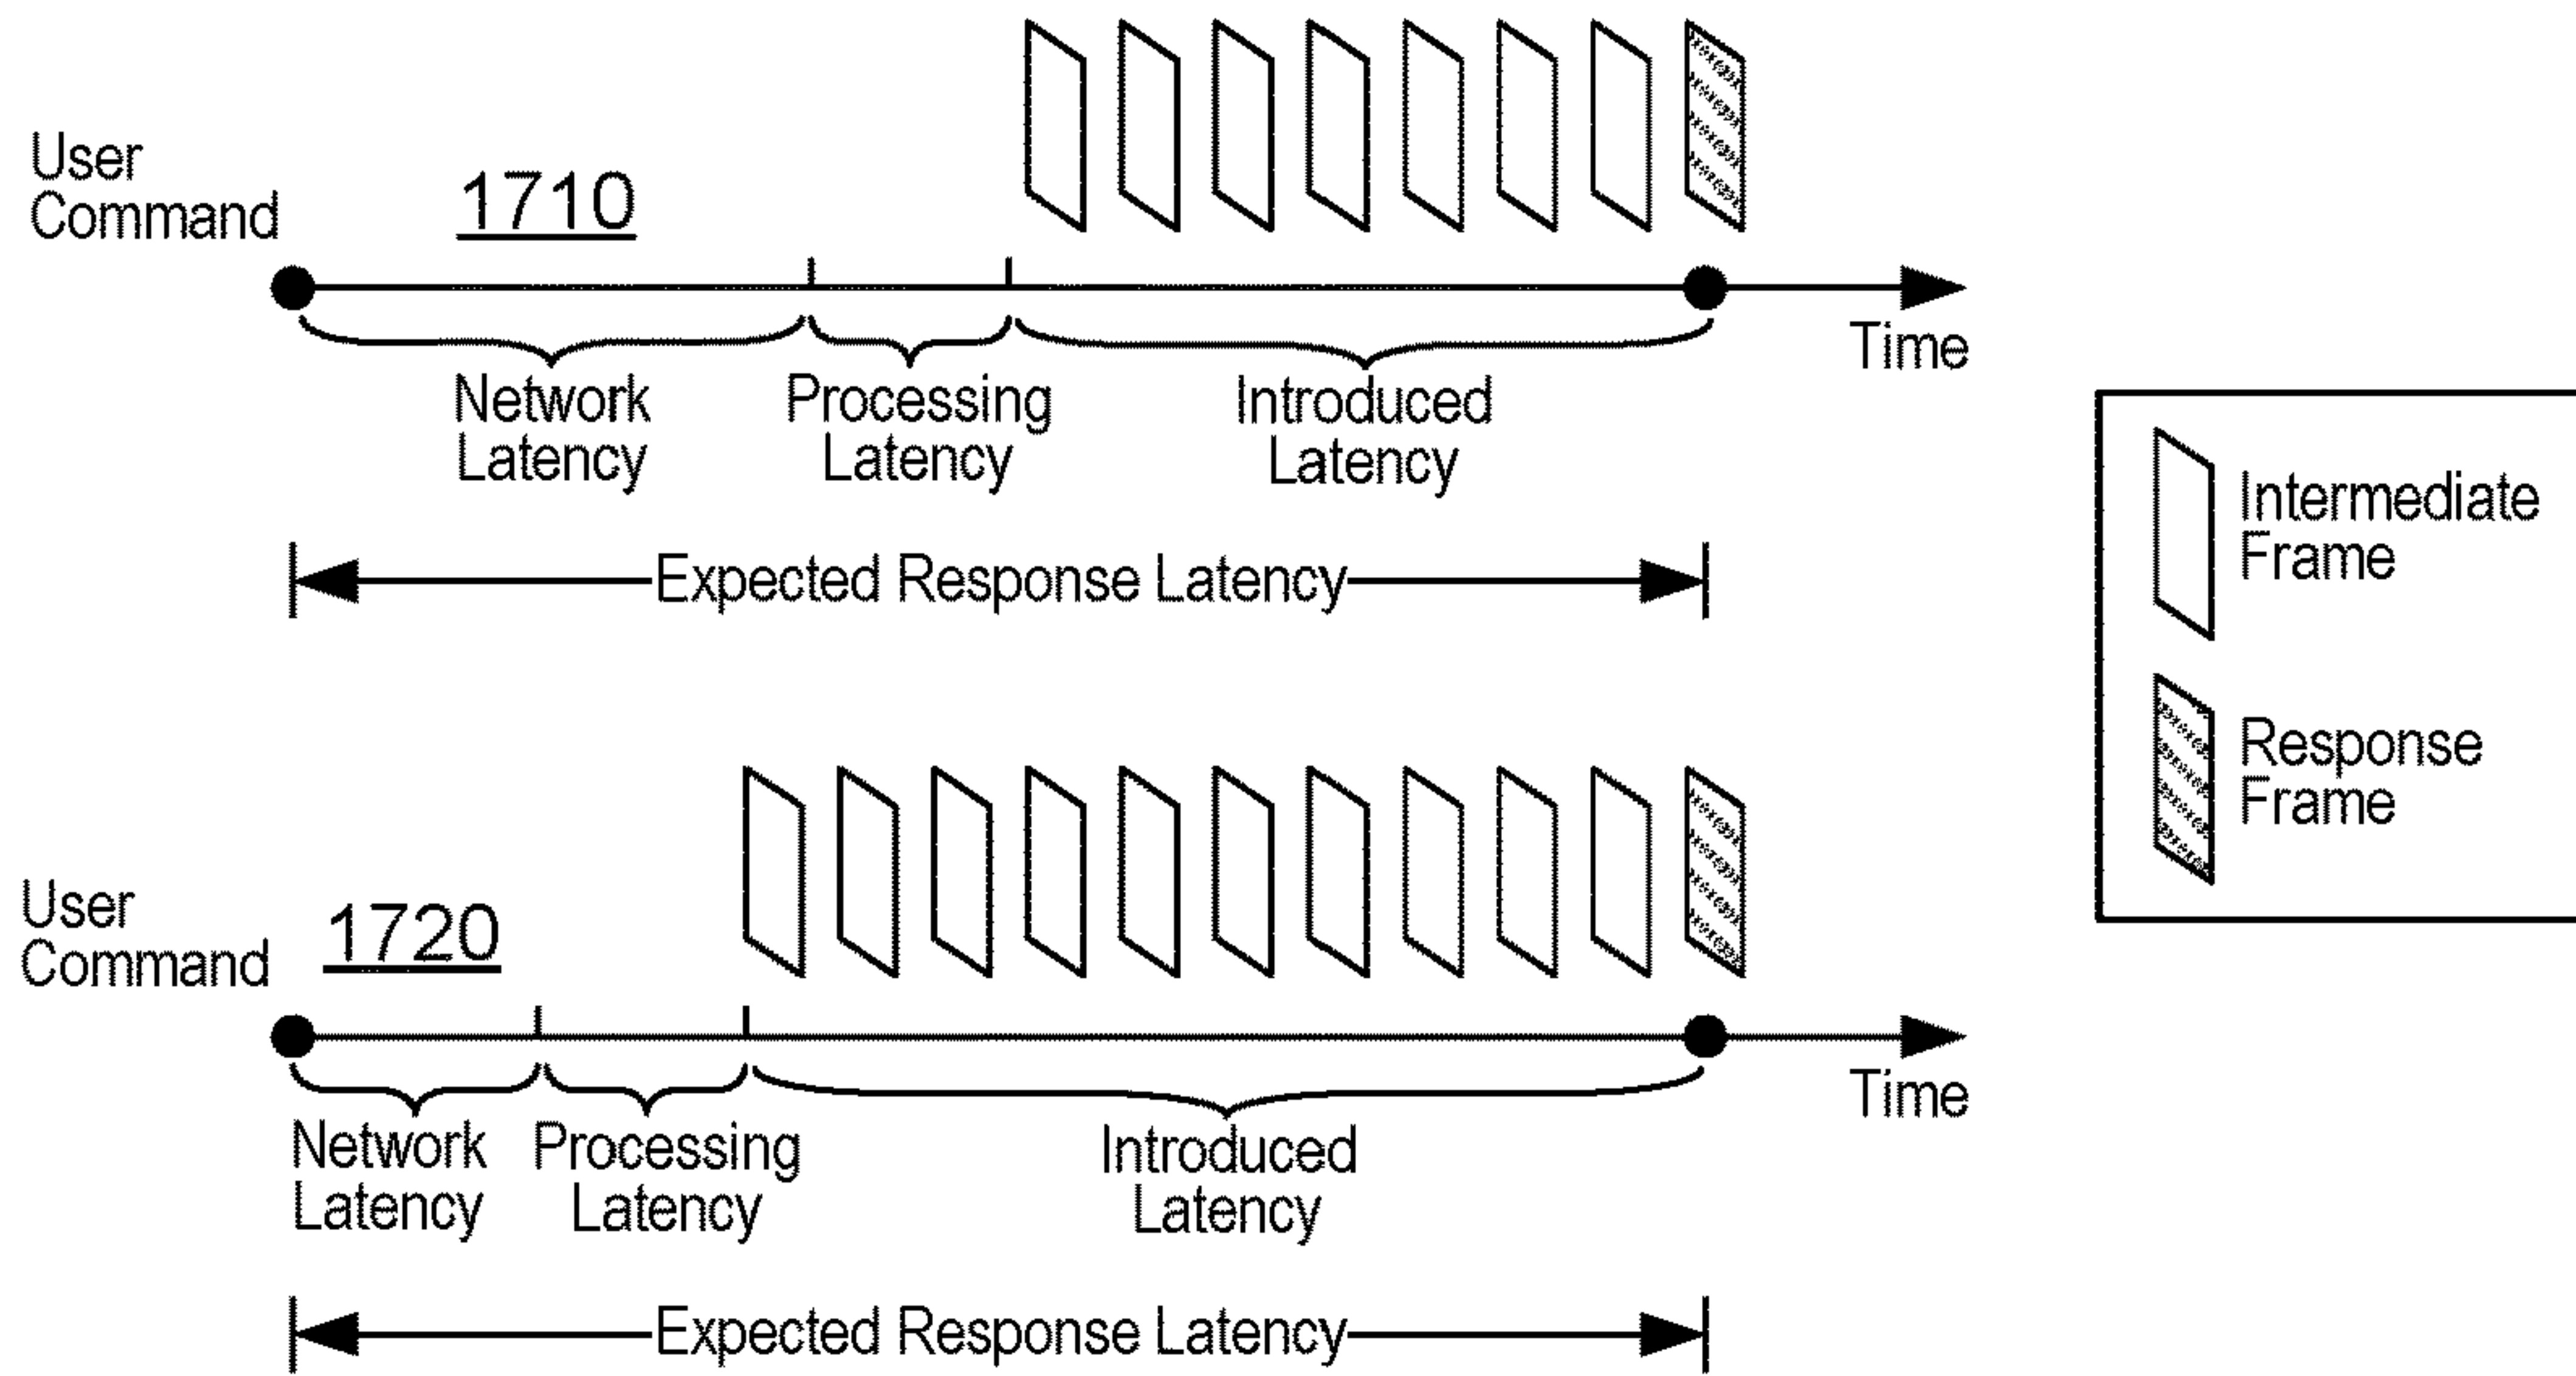 User
Command
1710
Time
Network
Latency
Processing
Latency
Introduced
Latency
Expected Response Latency
Intermediate
Frame
Response
Frame
User
Command
1720
Time
Network
Latency
Processing
Latency
Introduced
Latency
Expected Response Latency